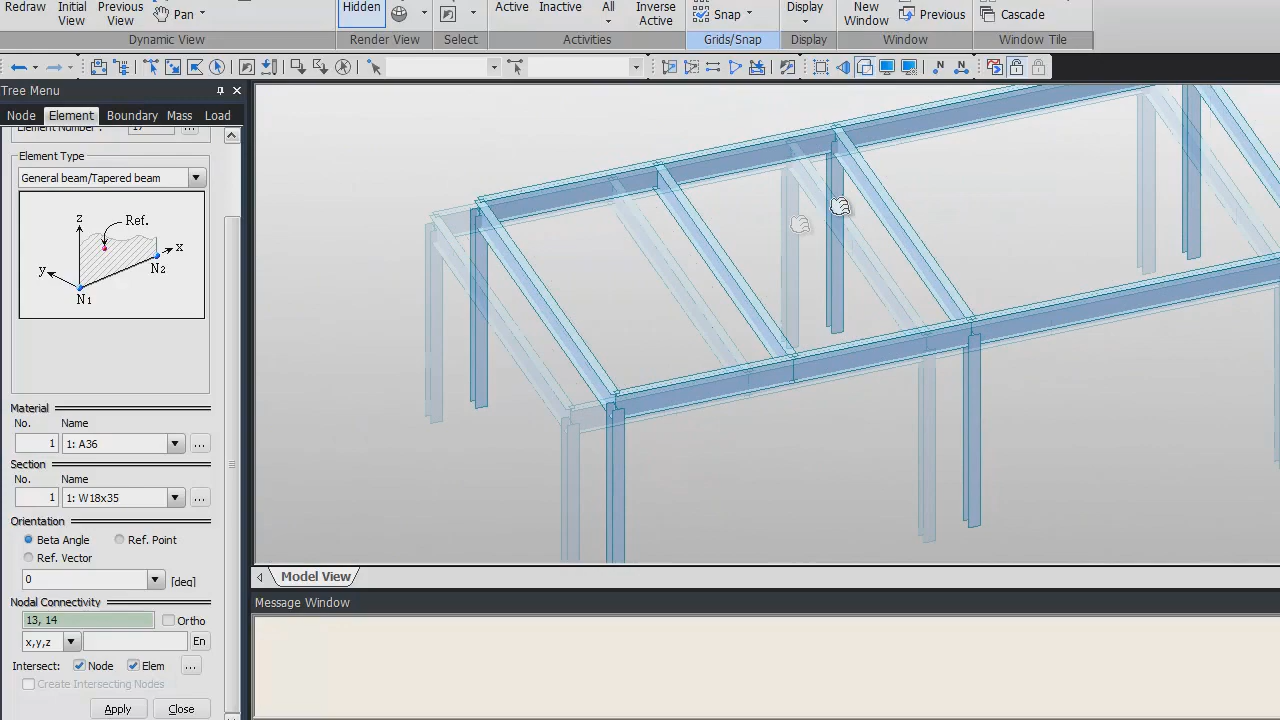 Redraw Initial View Previous View Pan Hidden Active Inactive All Inverse Active Snap Display New Window Previous Cascade
Dynamic View Render View Select Activities Grids/Snap Display Window Window Tile
Tree Menu
Node Element Boundary Mass Load
Element Number :
Element Type
General beam/Tapered beam
z Ref.
x
y N2
N1
Material
No. Name
1 1: A36 ...
Section
No. Name
1 1: W18x35 ...
Orientation
Beta Angle Ref. Point
Ref. Vector
0 [deg]
Nodal Connectivity
13, 14 Ortho
x,y,z En
Intersect: Node Elem ...
Create Intersecting Nodes
Apply Close
Model View
Message Window